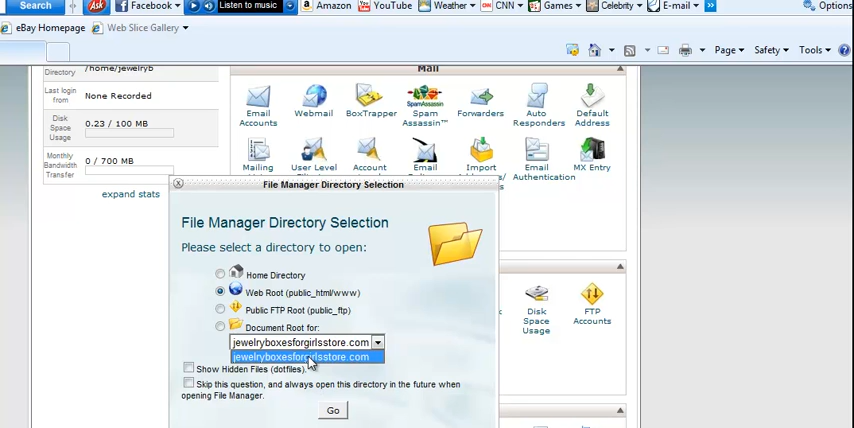 Search Ask Facebook Listen to music Amazon YouTube Weather CNN Games Celebrity E-mail Options
eBay Homepage Web Slice Gallery
Page Safety Tools
Directory /home/jewelryb
Mail
Last login from None Recorded
Disk Space Usage 0.23 / 100 MB
Monthly Bandwidth Transfer 0 / 700 MB
expand stats
Email Accounts Webmail BoxTrapper Spam Assassin™ Forwarders Auto Responders Default Address
Mailing User Level Account Email Import Email Authentication MX Entry
File Manager Directory Selection
File Manager Directory Selection
Please select a directory to open:
Home Directory
Web Root (public_html/www)
Public FTP Root (public_ftp)
Document Root for:
jewelryboxesforgirlsstore.com
jewelryboxesforgirlsstore.com
Show Hidden Files (dotfiles).
Skip this question, and always open this directory in the future when
opening File Manager.
Go
Disk Space Usage FTP Accounts